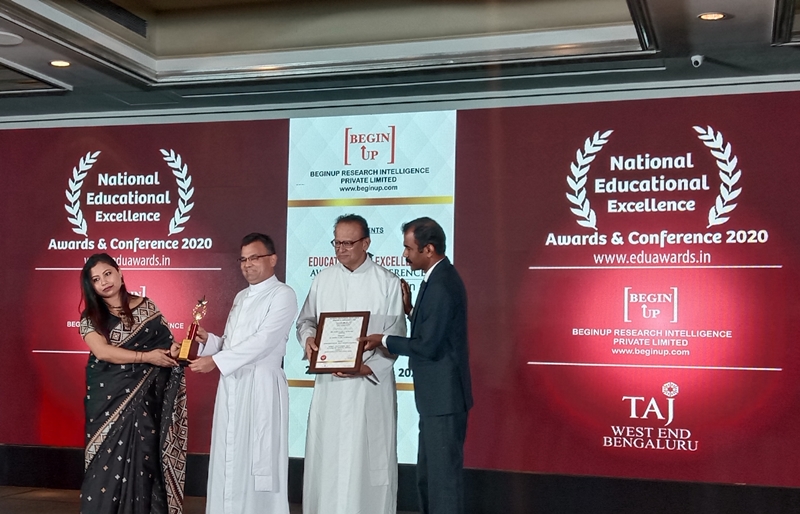 National
Educational
Excellence
Awards & Conference 2020
www.eduawards.in
BEGIN
UP
BEGINUP RESEARCH INTELLIGENCE
PRIVATE LIMITED
www.beginup.com
National
Educational
Excellence
Awards & Conference 2020
www.eduawards.in
BEGIN
UP
BEGINUP RESEARCH INTELLIGENCE
PRIVATE LIMITED
www.beginup.com
TAJ
WEST END
BENGALURU